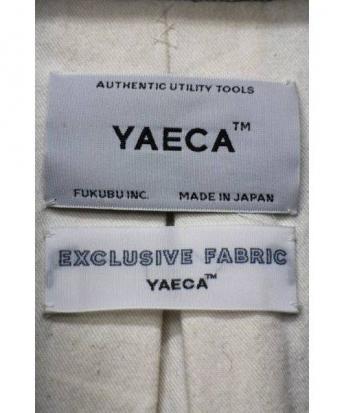 AUTHENTIC UTILITY TOOLS
YAECA™
FUKUBU INC. MADE IN JAPAN
EXCLUSIVE FABRIC
YAECA™